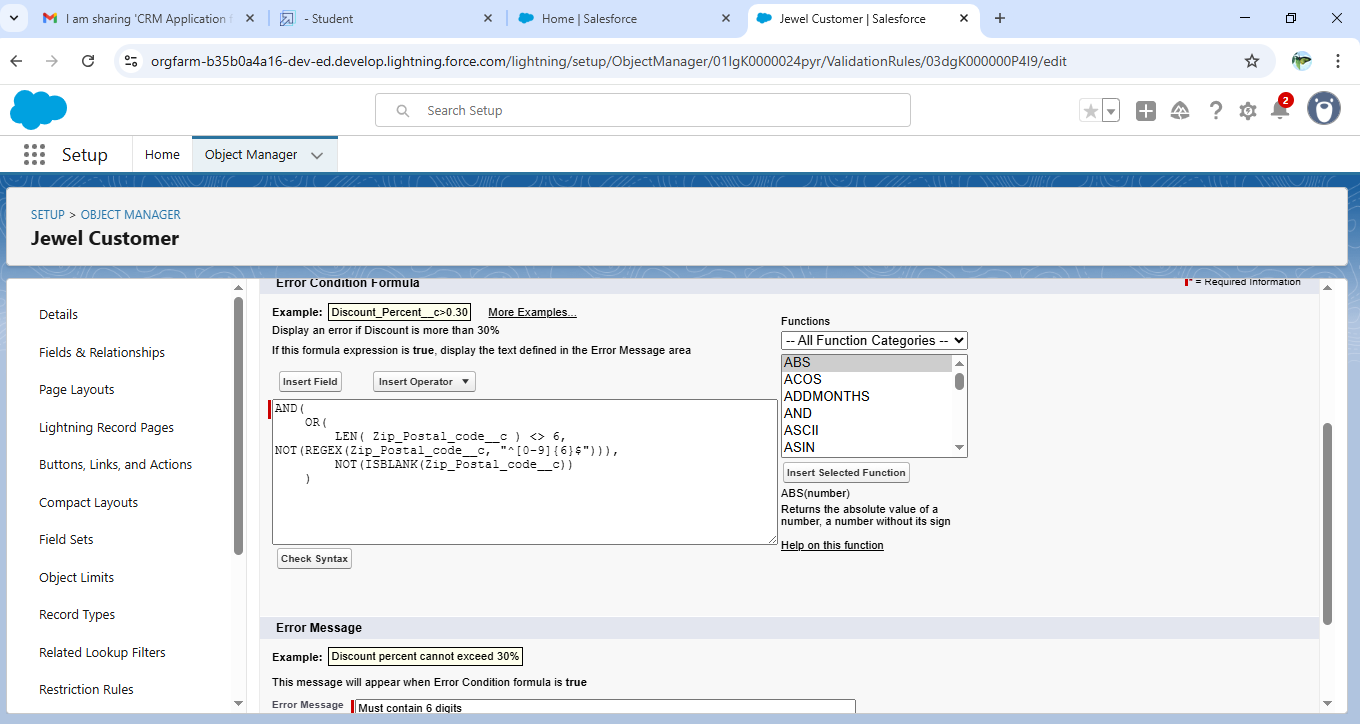 I am sharing 'CRM Application f
- Student
Home | Salesforce
Jewel Customer | Salesforce
orgfarm-b35b0a4a16-dev-ed.develop.lightning.force.com/lightning/setup/ObjectManager/01IgK0000024pyr/ValidationRules/03dgK000000P4I9/edit
Search Setup
2
Setup
Home
Object Manager
SETUP > OBJECT MANAGER
Jewel Customer
Details
Fields & Relationships
Page Layouts
Lightning Record Pages
Buttons, Links, and Actions
Compact Layouts
Field Sets
Object Limits
Record Types
Related Lookup Filters
Restriction Rules
Error Condition Formula
= Required Information
Example: Discount_Percent__c>0.30 More Examples...
Display an error if Discount is more than 30%
If this formula expression is true, display the text defined in the Error Message area
Insert Field Insert Operator
AND(
OR(
LEN( Zip_Postal_code__c ) <> 6,
NOT(REGEX(Zip_Postal_code__c, "^[0-9]{6}$"))),
NOT(ISBLANK(Zip_Postal_code__c))
)
Check Syntax
Functions
-- All Function Categories --
ABS
ACOS
ADDMONTHS
AND
ASCII
ASIN
Insert Selected Function
ABS(number)
Returns the absolute value of a
number, a number without its sign
Help on this function
Error Message
Example: Discount percent cannot exceed 30%
This message will appear when Error Condition formula is true
Error Message Must contain 6 digits